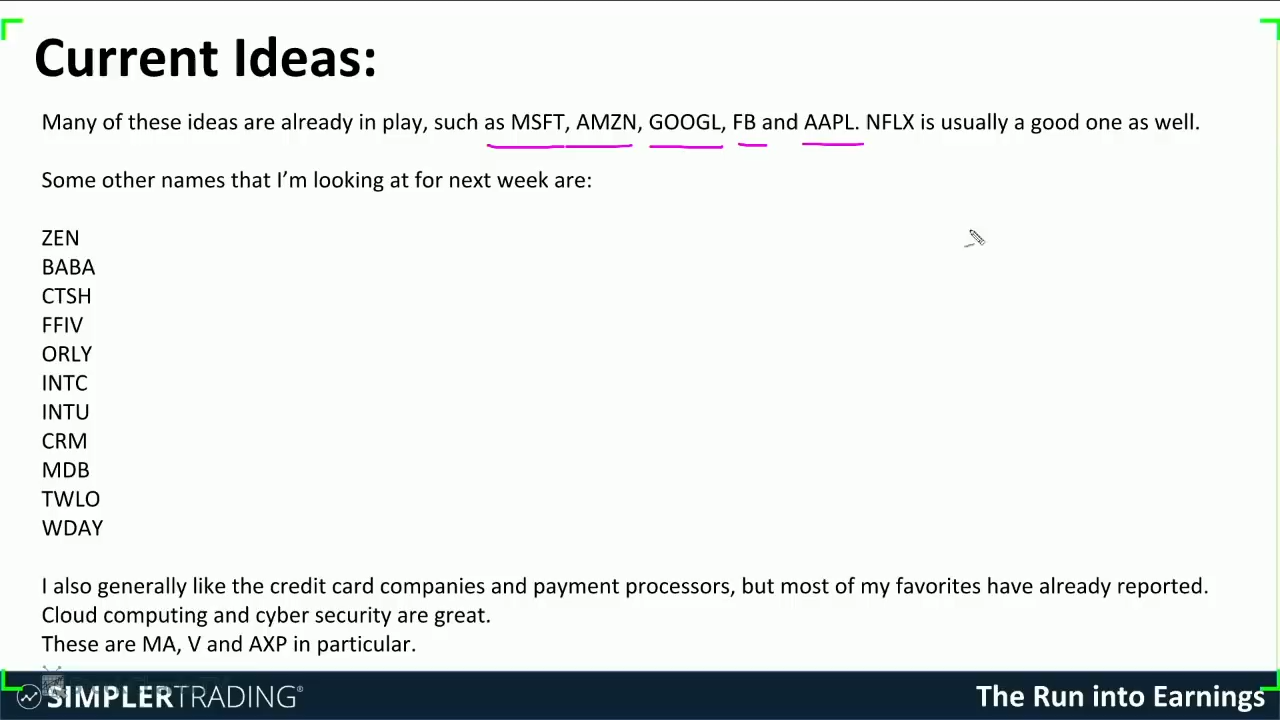 Current Ideas:
Many of these ideas are already in play, such as MSFT, AMZN, GOOGL, FB and AAPL. NFLX is usually a good one as well.
Some other names that I’m looking at for next week are:
ZEN
BABA
CTSH
FFIV
ORLY
INTC
INTU
CRM
MDB
TWLO
WDAY
I also generally like the credit card companies and payment processors, but most of my favorites have already reported.
Cloud computing and cyber security are great.
These are MA, V and AXP in particular.
SIMPLERTRADING®
The Run into Earnings